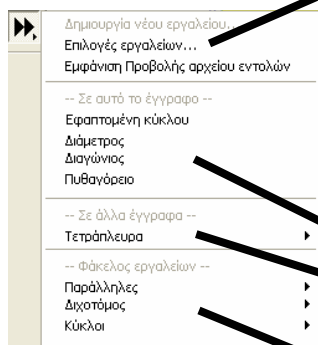 Δημιουργία νέου εργαλείου...
Επιλογές εργαλείων...
Εμφάνιση Προβολής αρχείου εντολών
-- Σε αυτό το έγγραφο --
Εφαπτομένη κύκλου
Διάμετρος
Διαγώνιος
Πυθαγόρειο
-- Σε άλλα έγγραφα --
Τετράπλευρα
-- Φάκελος εργαλείων --
Παράλληλες
Διχοτόμος
Κύκλοι